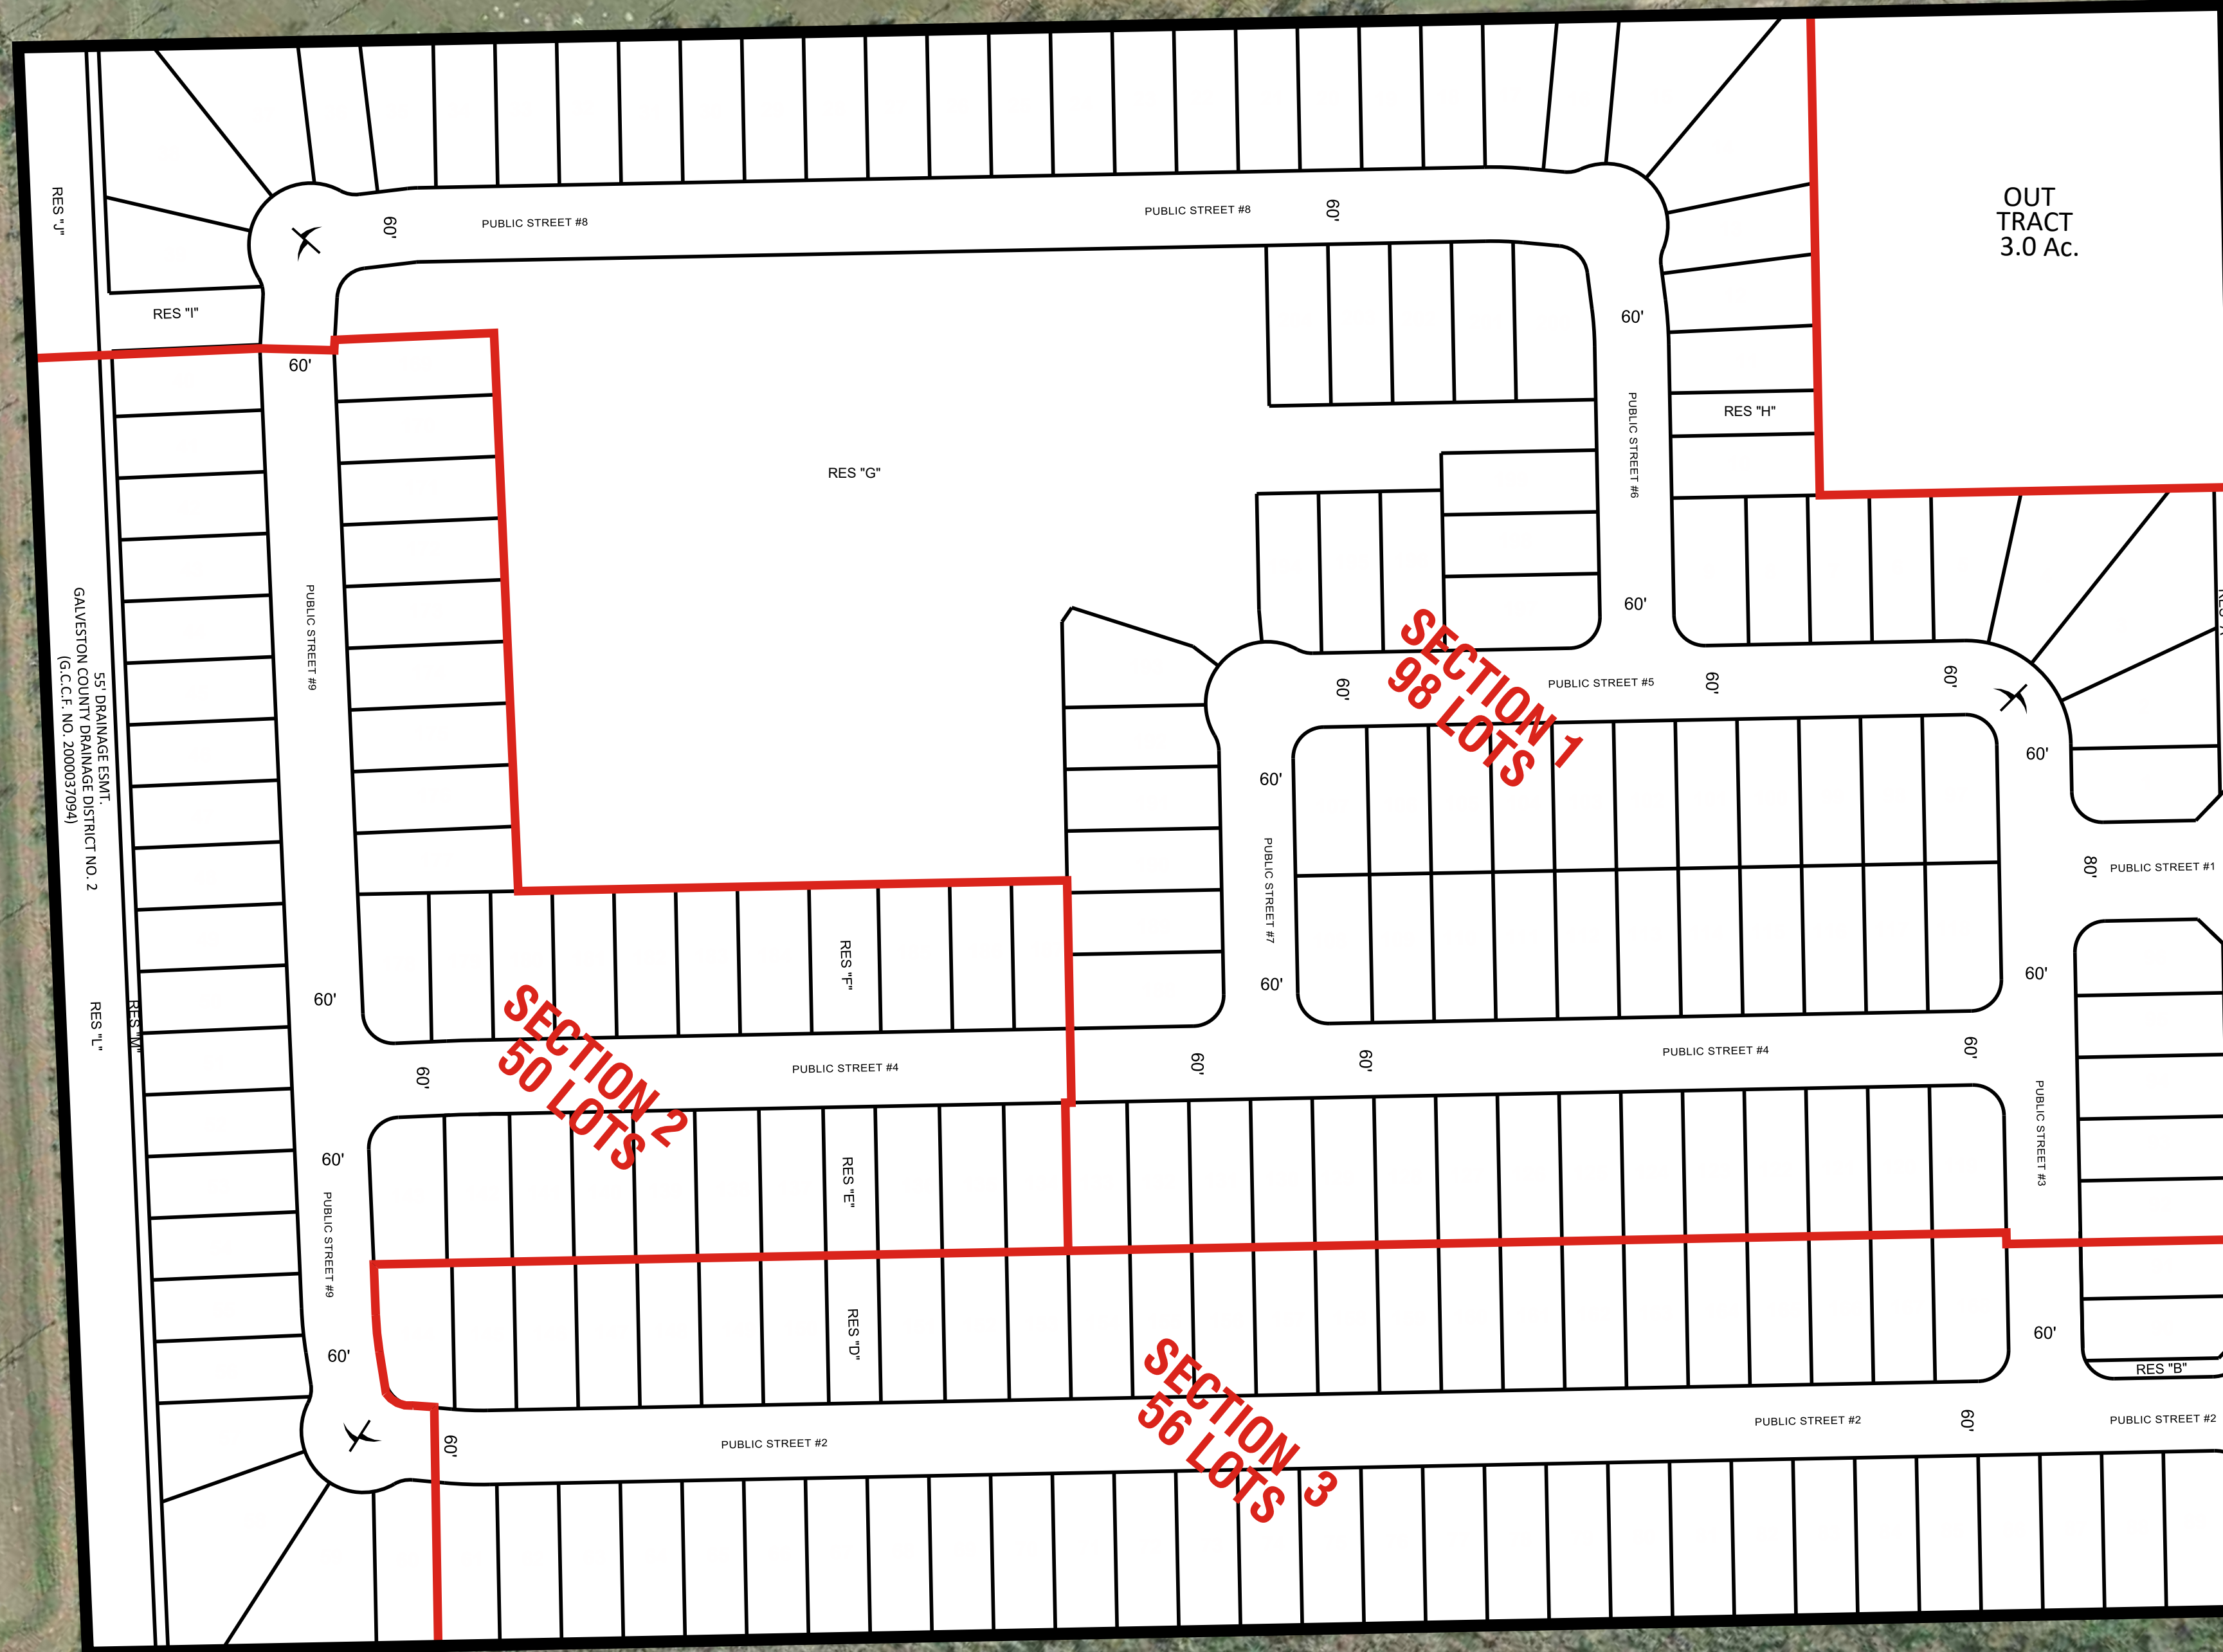 RES "J"
60'
PUBLIC STREET #8
PUBLIC STREET #8
60'
OUT
TRACT
3.0 Ac.
RES "I"
60'
60'
RES "G"
PUBLIC STREET #6
RES "H"
PUBLIC STREET #9
60'
55' DRAINAGE ESMT.
GALVESTON COUNTY DRAINAGE DISTRICT NO. 2
(G.C.C.F. NO. 2000037094)
SECTION 1
98 LOTS
60'
PUBLIC STREET #5
60'
60'
60'
60'
PUBLIC STREET #7
80'
PUBLIC STREET #1
RES "F"
60'
60'
60'
RES "L"
RES "M"
SECTION 2
50 LOTS
60'
PUBLIC STREET #4
60'
60'
PUBLIC STREET #4
60'
PUBLIC STREET #3
60'
RES "E"
PUBLIC STREET #9
60'
RES "D"
60'
RES "B"
SECTION 3
56 LOTS
60'
PUBLIC STREET #2
PUBLIC STREET #2
60'
PUBLIC STREET #2